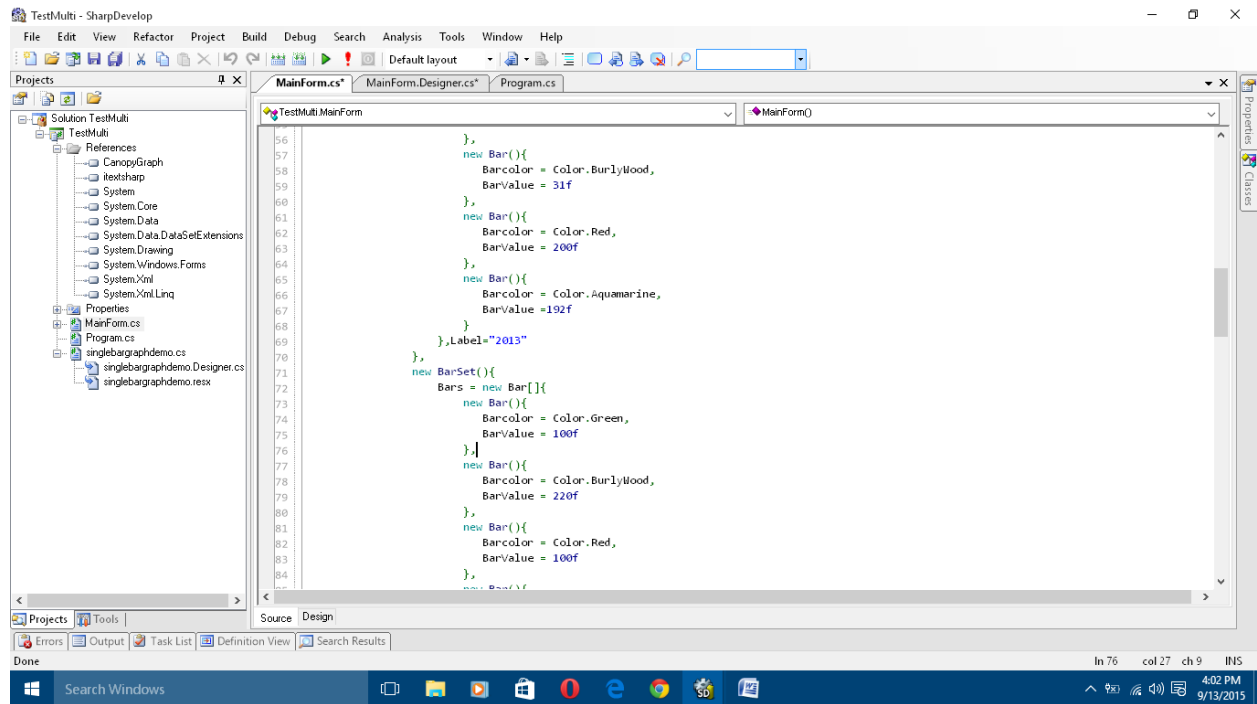 TestMulti - SharpDevelop
File Edit View Refactor Project Build Debug Search Analysis Tools Window Help
Default layout
Projects
MainForm.cs* MainForm.Designer.cs* Program.cs
TestMulti.MainForm MainForm()
Solution TestMulti
TestMulti
References
CanopyGraph
itextsharp
System
System.Core
System.Data
System.Data.DataSetExtensions
System.Drawing
System.Windows.Forms
System.Xml
System.Xml.Linq
Properties
MainForm.cs
Program.cs
singlebargraphdemo.cs
singlebargraphdemo.Designer.cs
singlebargraphdemo.resx
56 },
57 new Bar(){
58 Barcolor = Color.BurlyWood,
59 BarValue = 31f
60 },
61 new Bar(){
62 Barcolor = Color.Red,
63 BarValue = 200f
64 },
65 new Bar(){
66 Barcolor = Color.Aquamarine,
67 BarValue =192f
68 }
69 },Label="2013"
70 },
71 new BarSet(){
72 Bars = new Bar[]{
73 new Bar(){
74 Barcolor = Color.Green,
75 BarValue = 100f
76 },
77 new Bar(){
78 Barcolor = Color.BurlyWood,
79 BarValue = 220f
80 },
81 new Bar(){
82 Barcolor = Color.Red,
83 BarValue = 100f
84 },
Properties
Classes
Projects Tools
Source Design
Errors Output Task List Definition View Search Results
Done ln 76 col 27 ch 9 INS
Search Windows
4:02 PM
9/13/2015